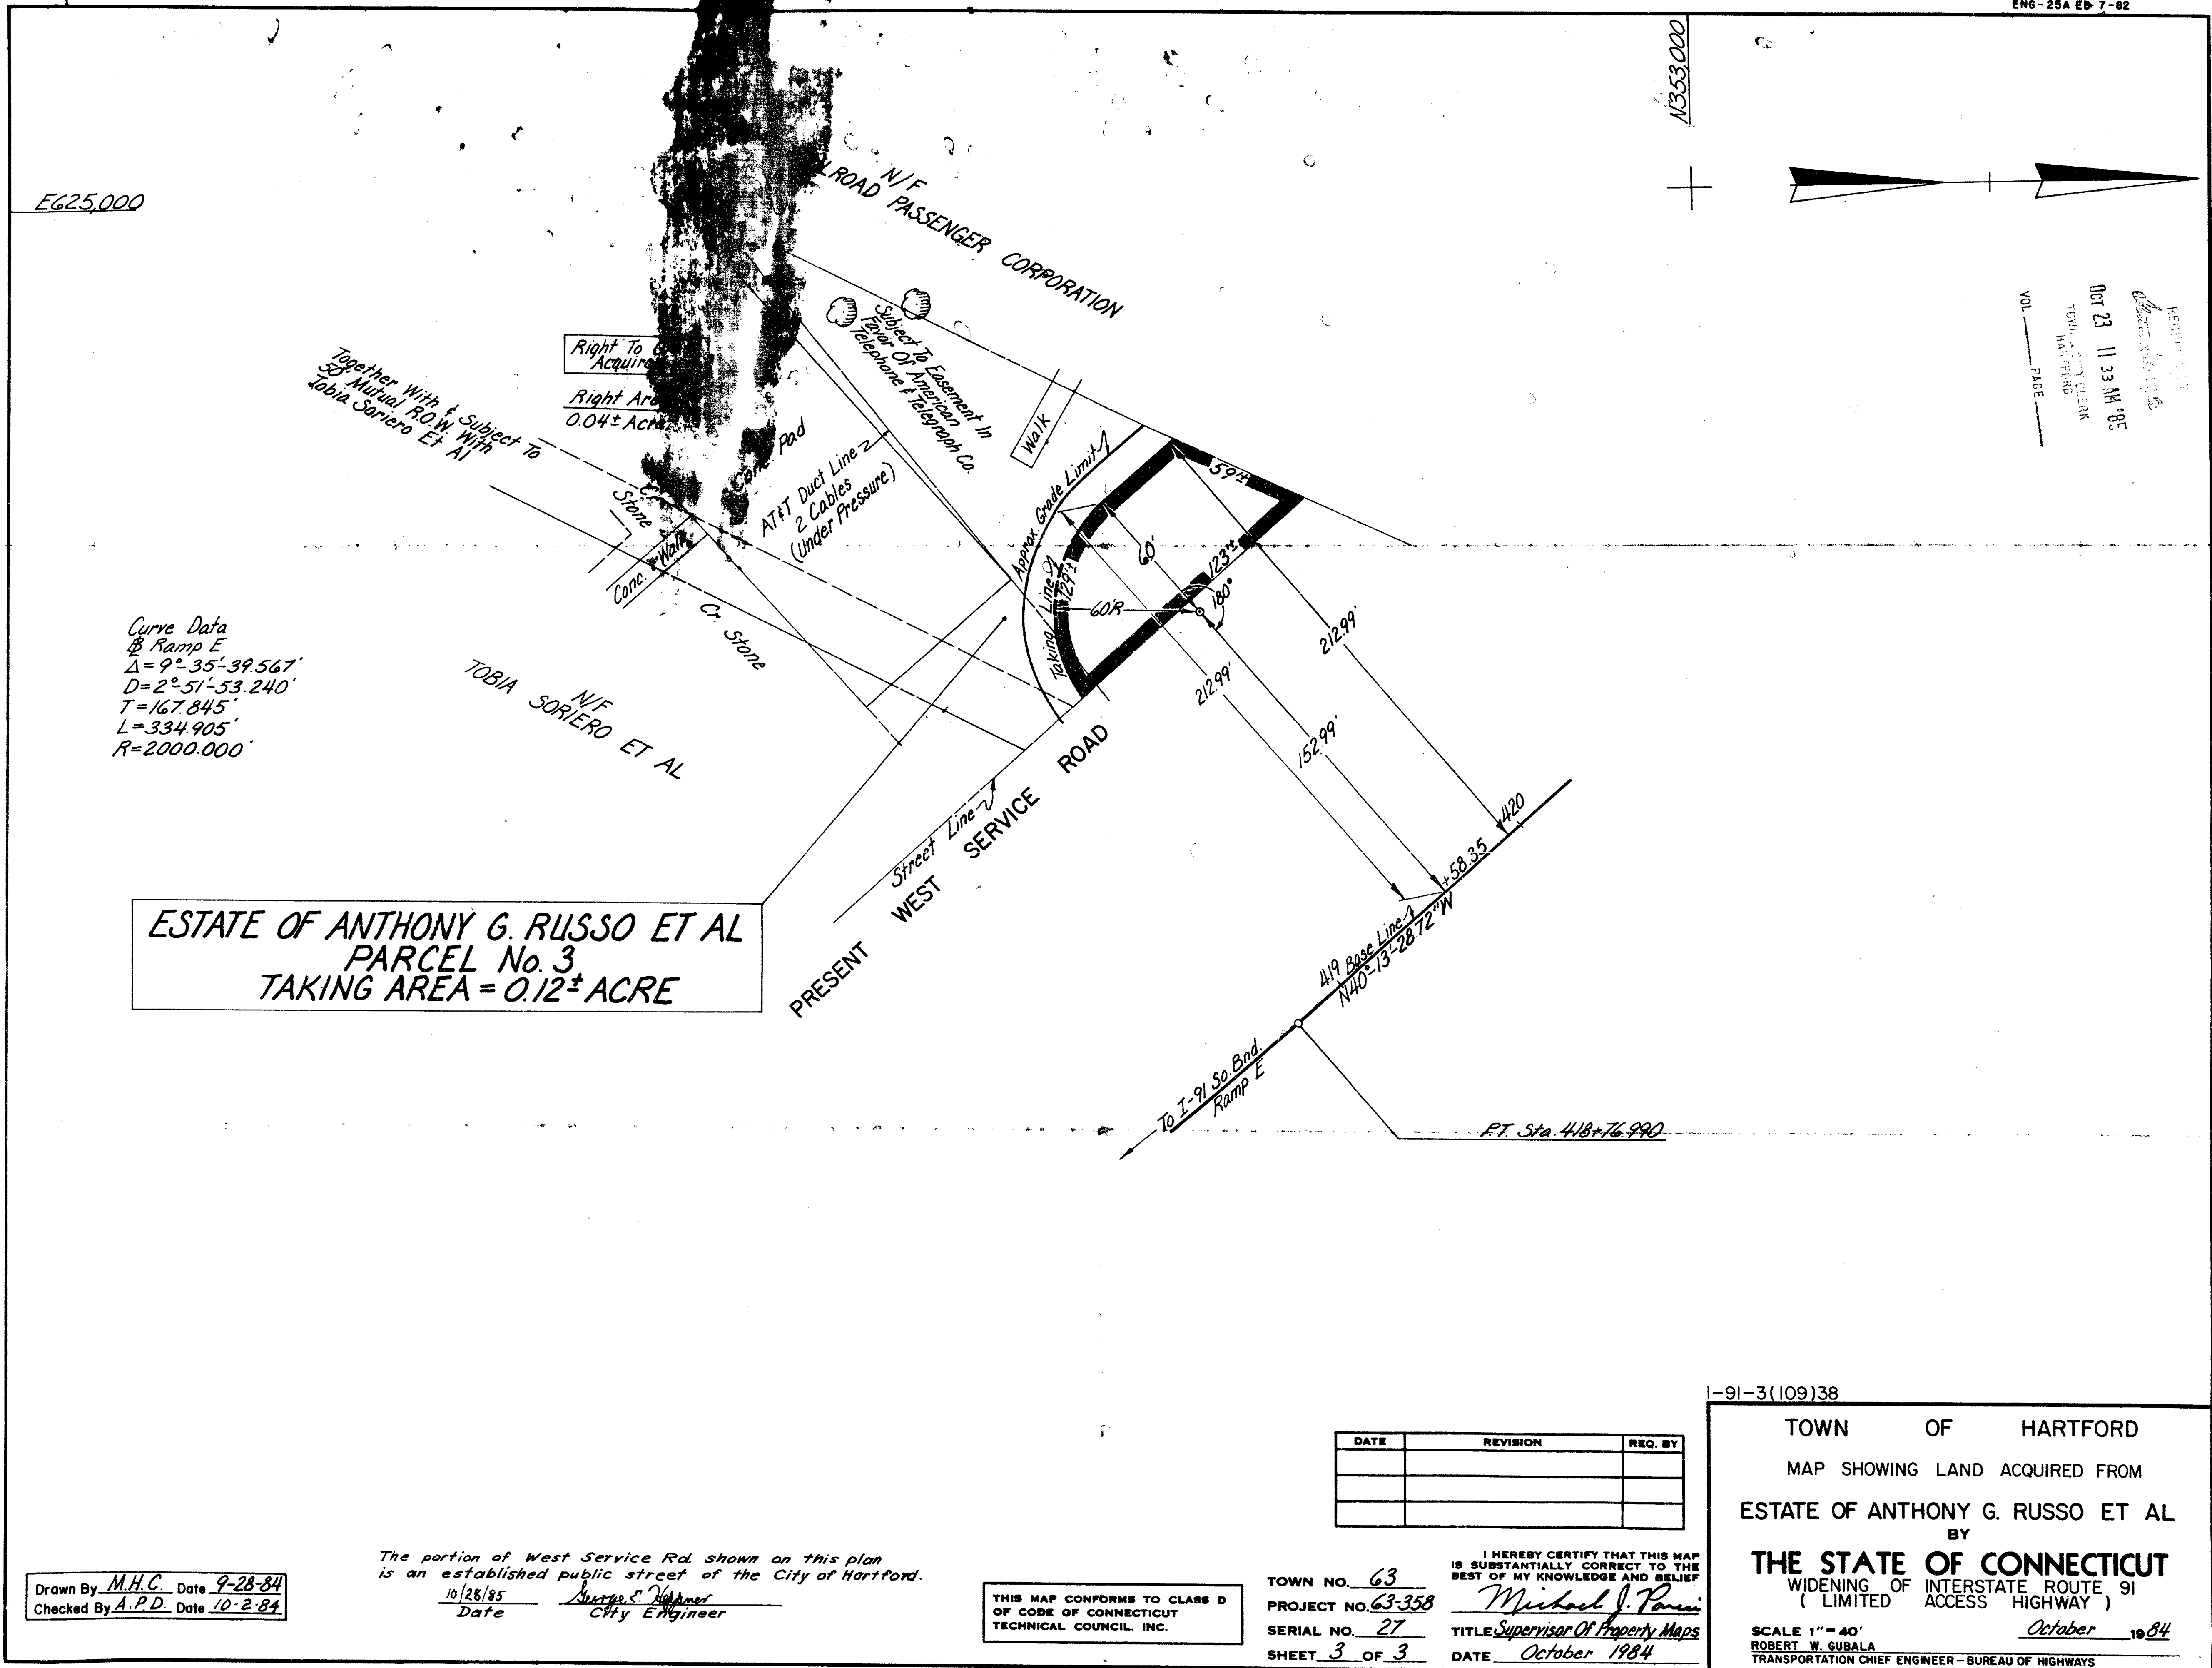 ENG-25A ED 7-82
N353,000
E625,000
N/F
ROAD PASSENGER CORPORATION
OCT 23 11 33 AM '85
TOWN & CITY CLERK
HARTFORD
VOL PAGE
Right To
Acquire
Right
0.04± Acre
Together With & Subject To
50' Mutual R.O.W. With
Tobia Soriero Et Al
Subject To Easement In
Favor Of American
Telephone & Telegraph Co.
Walk
Pad
AT&T Duct Line
2 Cables
(Under Pressure)
Approx. Grade Limit
59'±
Stone
Conc. Walk
Cr. Stone
Taking Line
129'±
60'
60'R
123'±
180°
212.99'
212.99'
152.99'
Curve Data
℄ Ramp E
Δ=9°-35'-39.567'
D=2°-51'-53.240'
T=167.845'
L=334.905'
R=2000.000'
N/F
TOBIA SORIERO ET AL
Street Line
PRESENT WEST SERVICE ROAD
420
+58.35
419 Base Line
N40°-13'-28.72"W
ESTATE OF ANTHONY G. RUSSO ET AL
PARCEL No. 3
TAKING AREA = 0.12± ACRE
To I-91 So. Bnd.
Ramp E
P.T. Sta. 418+76.990
I-91-3(109)38
DATE REVISION REQ. BY
TOWN OF HARTFORD
MAP SHOWING LAND ACQUIRED FROM
ESTATE OF ANTHONY G. RUSSO ET AL
BY
THE STATE OF CONNECTICUT
WIDENING OF INTERSTATE ROUTE 91
( LIMITED ACCESS HIGHWAY )
SCALE 1"=40' October 1984
ROBERT W. GUBALA
TRANSPORTATION CHIEF ENGINEER-BUREAU OF HIGHWAYS
I HEREBY CERTIFY THAT THIS MAP
IS SUBSTANTIALLY CORRECT TO THE
BEST OF MY KNOWLEDGE AND BELIEF
Michael J.
TITLE Supervisor Of Property Maps
DATE October 1984
TOWN NO. 63
PROJECT NO. 63-358
SERIAL NO. 27
SHEET 3 OF 3
THIS MAP CONFORMS TO CLASS D
OF CODE OF CONNECTICUT
TECHNICAL COUNCIL. INC.
The portion of West Service Rd. shown on this plan
is an established public street of the City of Hartford.
10/28/85 George E.
Date City Engineer
Drawn By M.H.C. Date 9-28-84
Checked By A.P.D. Date 10-2-84